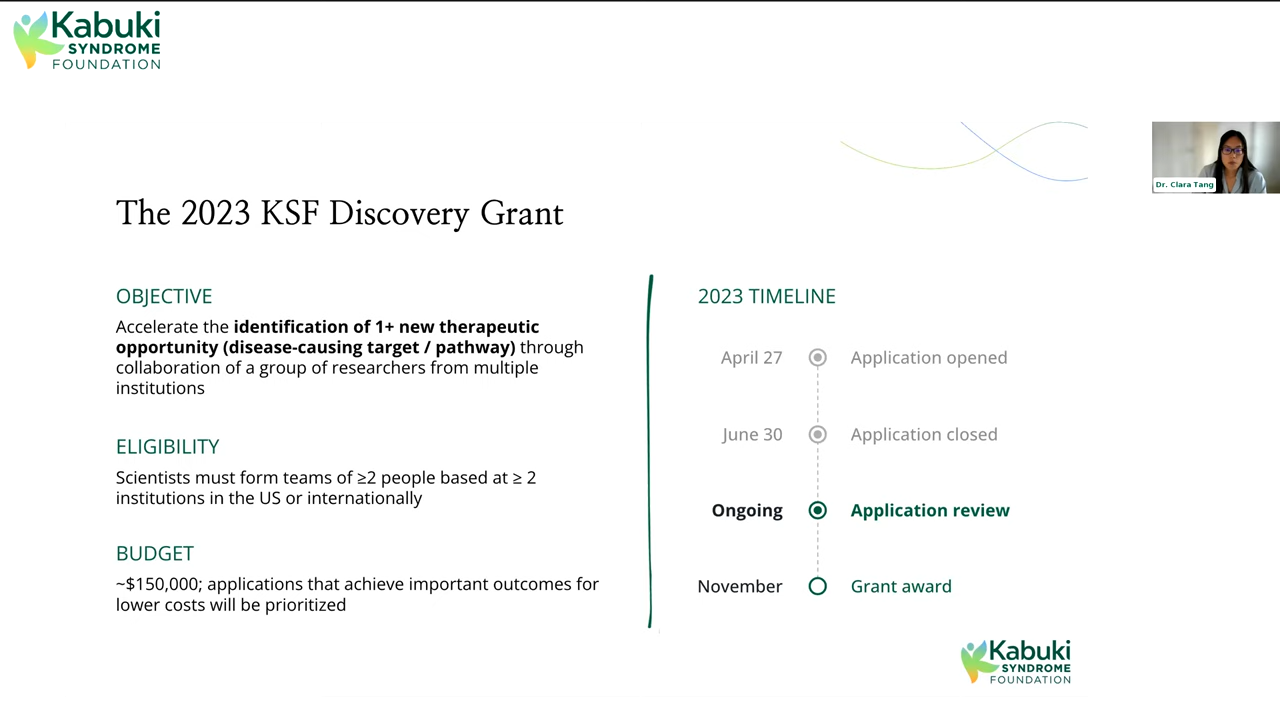 Kabuki
SYNDROME
FOUNDATION
Dr. Clara Tang
The 2023 KSF Discovery Grant
OBJECTIVE
Accelerate the identification of 1+ new therapeutic
opportunity (disease-causing target / pathway) through
collaboration of a group of researchers from multiple
institutions
ELIGIBILITY
Scientists must form teams of ≥2 people based at ≥ 2
institutions in the US or internationally
BUDGET
~$150,000; applications that achieve important outcomes for
lower costs will be prioritized
2023 TIMELINE
April 27 Application opened
June 30 Application closed
Ongoing Application review
November Grant award
Kabuki
SYNDROME
FOUNDATION